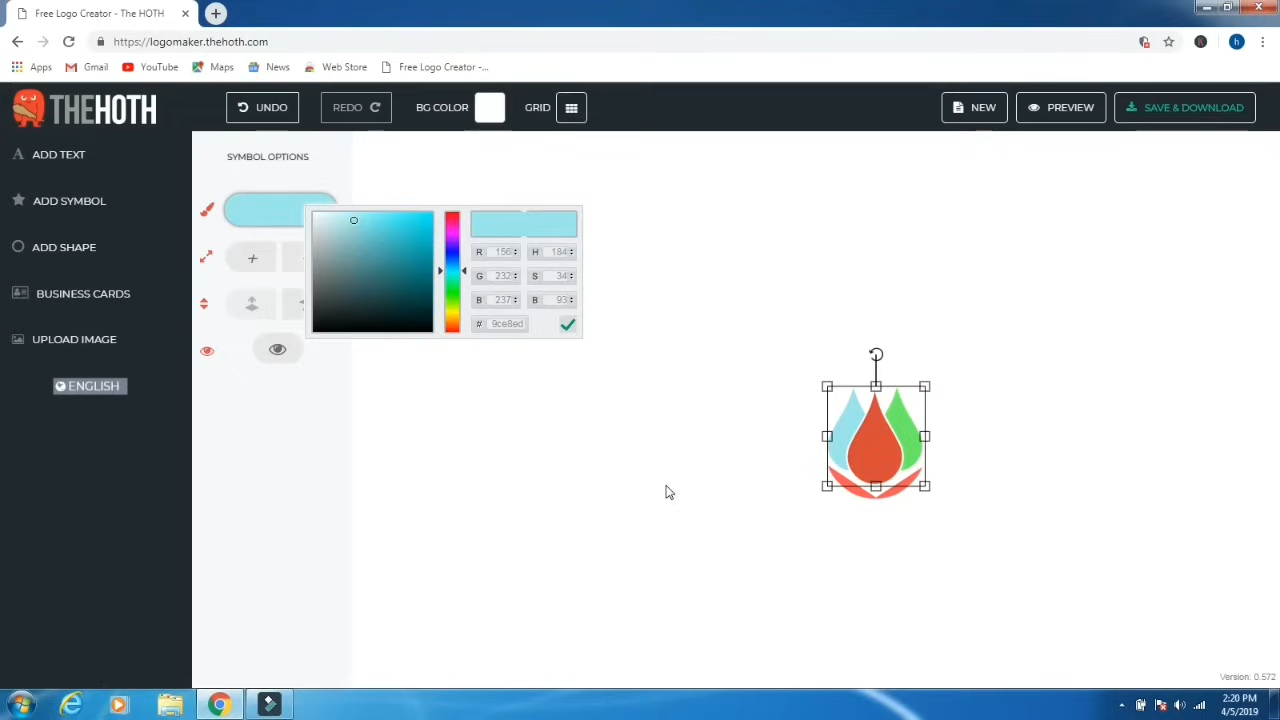 Free Logo Creator - The HOTH
https://logomaker.thehoth.com
Apps Gmail YouTube Maps News Web Store Free Logo Creator -...
THEHOTH
UNDO REDO BG COLOR GRID NEW PREVIEW SAVE & DOWNLOAD
ADD TEXT
ADD SYMBOL
ADD SHAPE
BUSINESS CARDS
UPLOAD IMAGE
ENGLISH
SYMBOL OPTIONS
R 156 H 184
G 232 S 34
B 237 B 93
# 9ce8ed
Version: 0.572
2:20 PM
4/5/2019